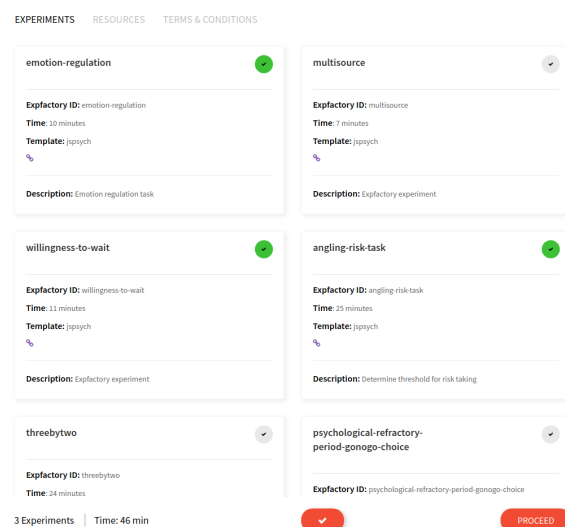 EXPERIMENTS RESOURCES TERMS & CONDITIONS
emotion-regulation
Expfactory ID: emotion-regulation
Time: 10 minutes
Template: jspsych
Description: Emotion regulation task
multisource
Expfactory ID: multisource
Time: 7 minutes
Template: jspsych
Description: Expfactory experiment
willingness-to-wait
Expfactory ID: willingness-to-wait
Time: 11 minutes
Template: jspsych
Description: Expfactory experiment
angling-risk-task
Expfactory ID: angling-risk-task
Time: 25 minutes
Template: jspsych
Description: Determine threshold for risk taking
threebytwo
Expfactory ID: threebytwo
Time: 24 minutes
psychological-refractory-
period-gonogo-choice
Expfactory ID: psychological-refractory-period-gonogo-choice
3 Experiments Time: 46 min
PROCEED